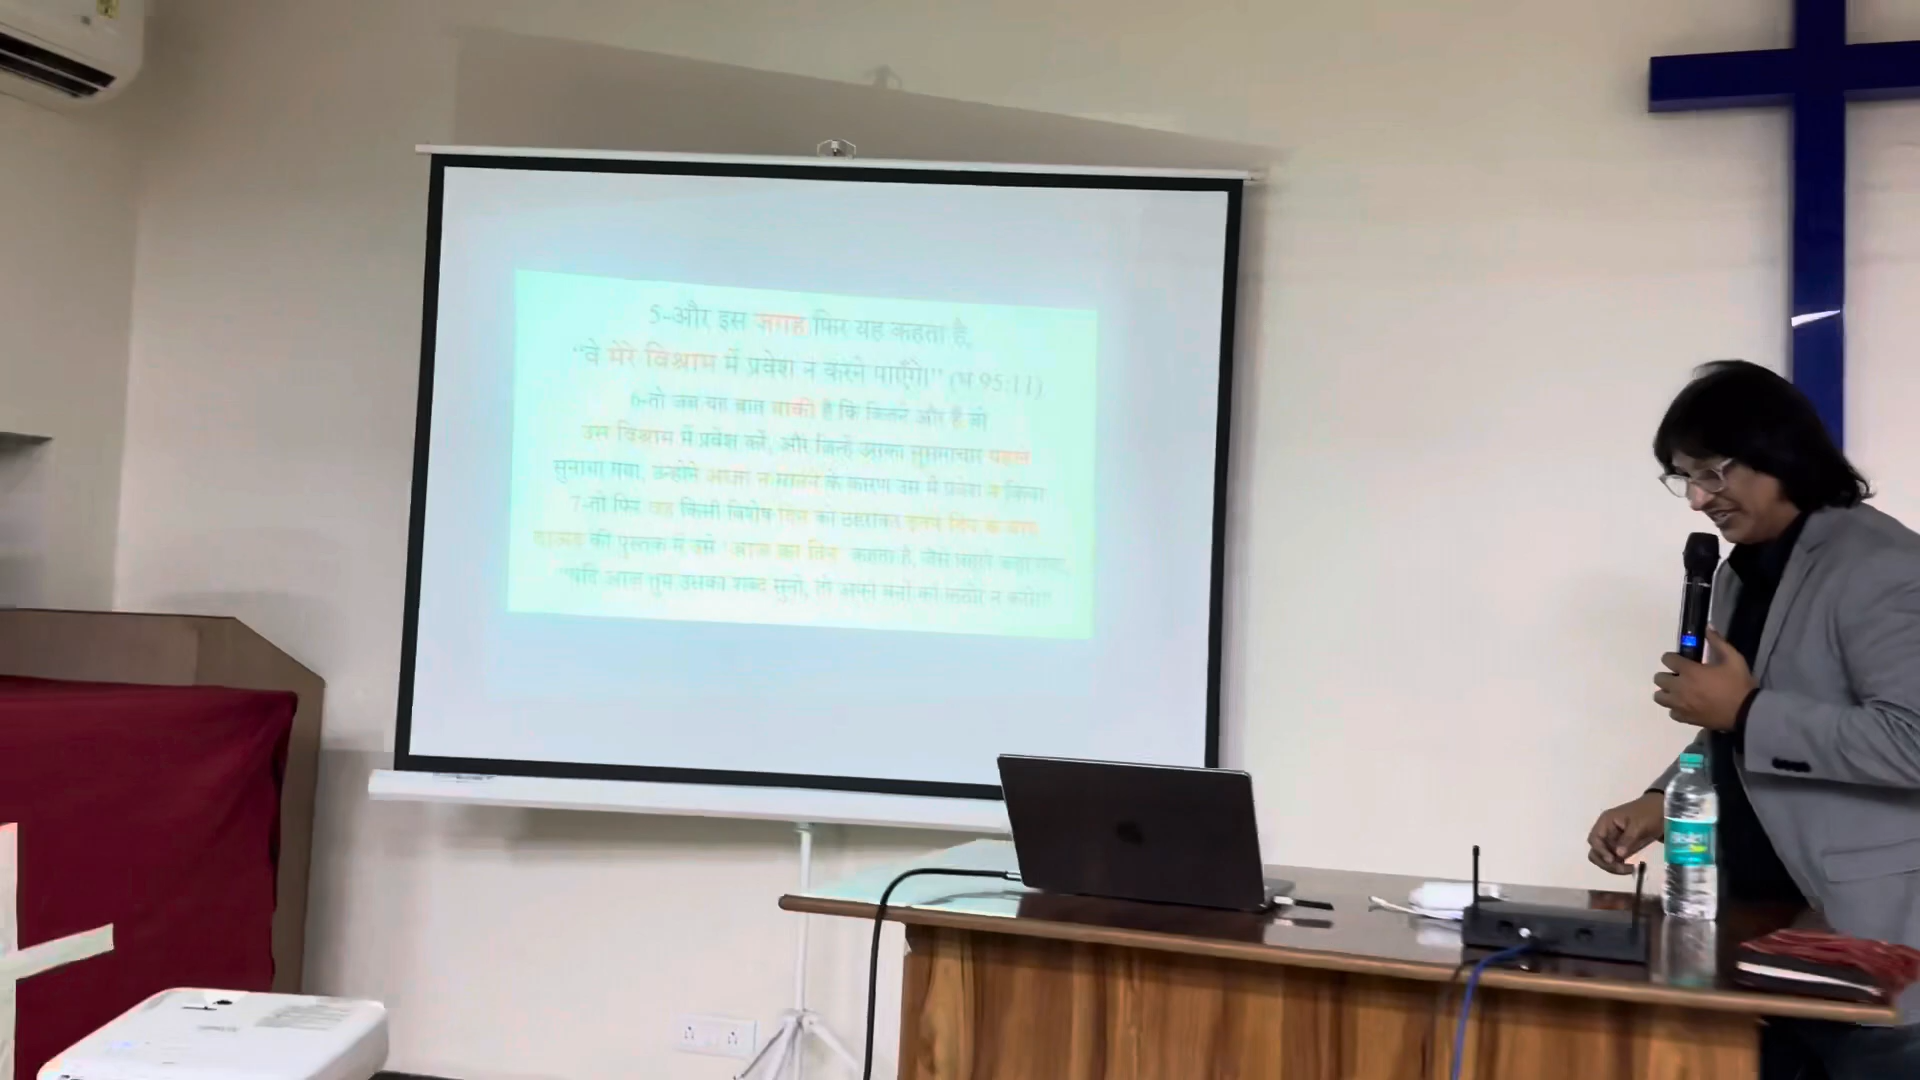 5-और इस जगह फिर यह कहता है,
“वे मेरे विश्राम में प्रवेश न करने पाएँगे।” (भ 95:11)
6-तो जब यह बात बाकी है कि कितने और हैं जो
उस विश्राम में प्रवेश करें, और जिन्हें उसका सुसमाचार पहले
सुनाया गया, उन्होंने आज्ञा न मानने के कारण उस में प्रवेश न किया
7-तो फिर वह किसी विशेष दिन को ठहराकर इतने दिन के बाद
दाऊद की पुस्तक में उसे 'आज का दिन' कहता है, जैसे पहले कहा गया,
“यदि आज तुम उसका शब्द सुनो, तो अपने मनों को कठोर न करो।”